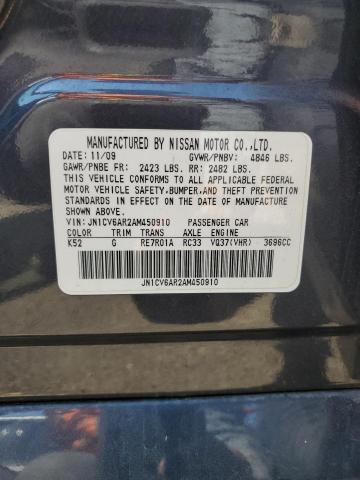 MANUFACTURED BY NISSAN MOTOR CO.,LTD.
DATE: 11/09 GVWR/PNBV: 4846 LBS.
GAWR/PNBE FR: 2423 LBS. RR: 2482 LBS.
THIS VEHICLE CONFORMS TO ALL APPLICABLE FEDERAL
MOTOR VEHICLE SAFETY,BUMPER,AND THEFT PREVENTION
STANDARDS IN EFFECT ON THE DATE OF MANUFACTURE
SHOWN ABOVE.
VIN: JN1CV6AR2AM450910 PASSENGER CAR
COLOR TRIM TRANS AXLE ENGINE
K52 G RE7R01A RC33 VQ37(VHR) 3696CC
JN1CV6AR2AM450910